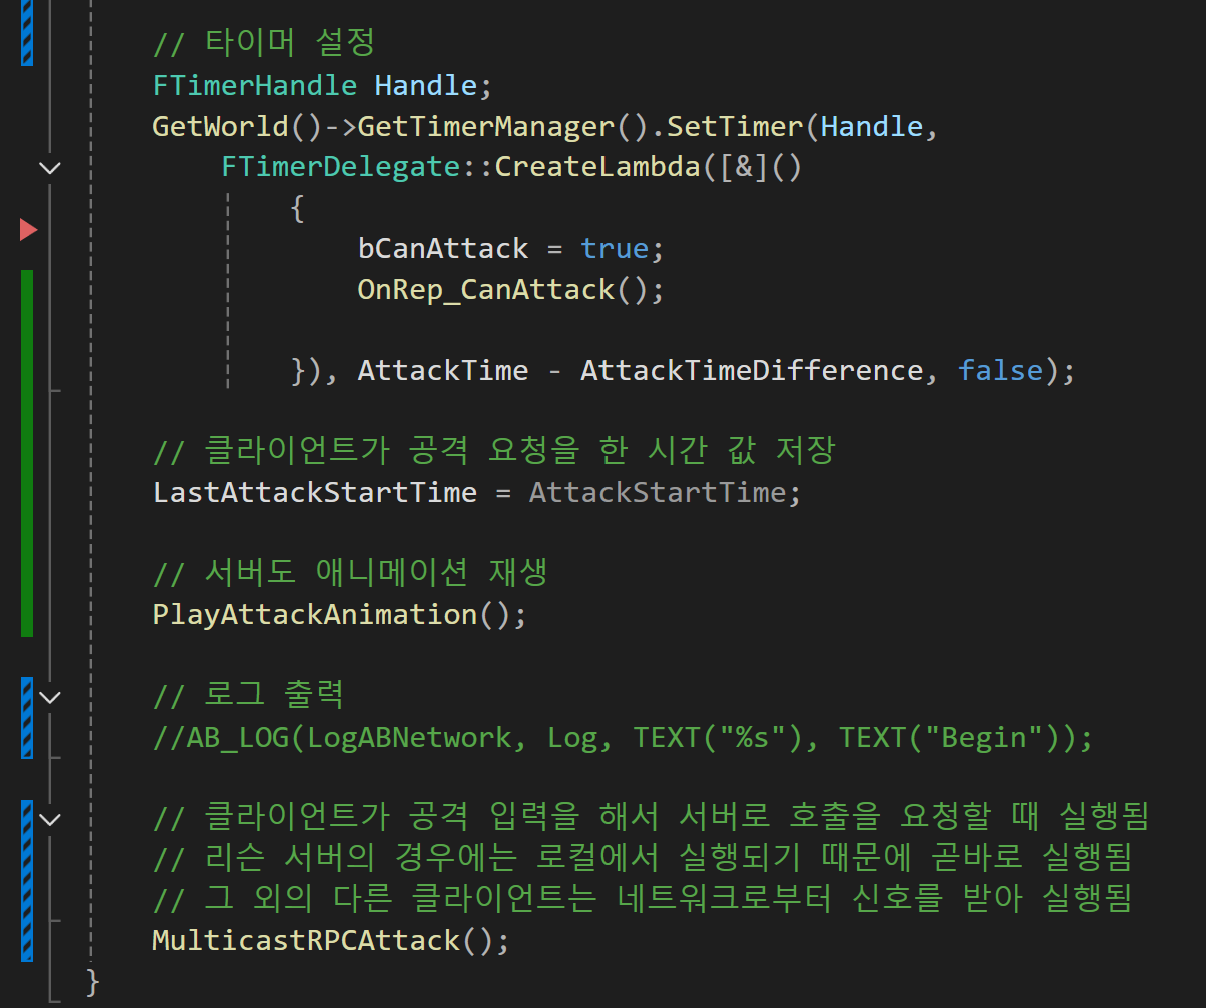 // 타이머 설정
FTimerHandle Handle;
GetWorld()->GetTimerManager().SetTimer(Handle,
FTimerDelegate::CreateLambda([&]()
{
bCanAttack = true;
OnRep_CanAttack();
}), AttackTime - AttackTimeDifference, false);
// 클라이언트가 공격 요청을 한 시간 값 저장
LastAttackStartTime = AttackStartTime;
// 서버도 애니메이션 재생
PlayAttackAnimation();
// 로그 출력
//AB_LOG(LogABNetwork, Log, TEXT("%s"), TEXT("Begin"));
// 클라이언트가 공격 입력을 해서 서버로 호출을 요청할 때 실행됨
// 리슨 서버의 경우에는 로컬에서 실행되기 때문에 곧바로 실행됨
// 그 외의 다른 클라이언트는 네트워크로부터 신호를 받아 실행됨
MulticastRPCAttack();
}